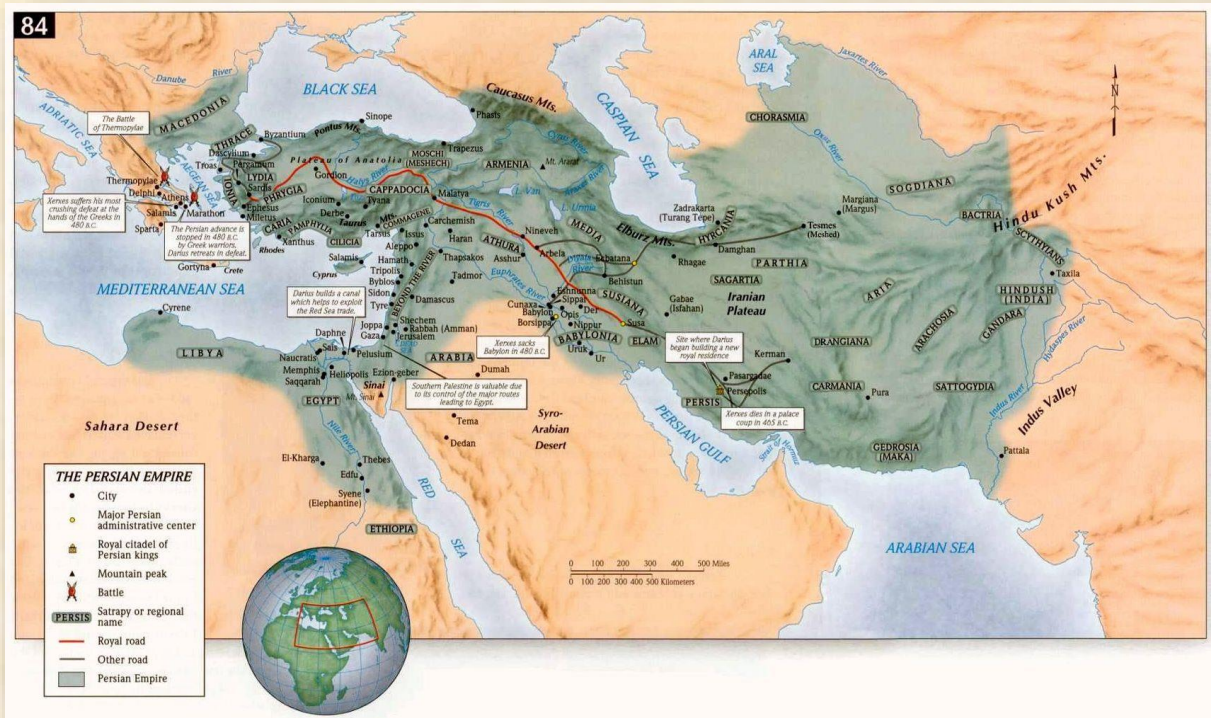 84
Danube River
ADRIATIC SEA
MACEDONIA
The Battle
of Thermopylae
THRACE
Byzantium
BLACK SEA
Sinope
Pontus Mts.
Plateau of Anatolia
Phasts
Caucasus Mts.
CASPIAN SEA
ARAL SEA
Jaxartes River
CHORASMIA
Oxus River
SOGDIANA
N
Dascylium
Troas
Pergamum
LYDIA
Sardis
IONIA
AEGEAN SEA
PHRYGIA
Gordion
Halys River
CAPPADOCIA
Trapezus
MOSCHI
(MESHECH)
ARMENIA
Mt. Ararat
Cyrus River
Araxes River
L. Van
L. Urmia
Malatya
Thermopylae
Delphi
Athens
Salamis
Marathon
Sparta
Xerxes suffers his most
crushing defeat at the
hands of the Greeks in
480 B.C.
The Persian advance is
stopped in 480 B.C.
by Greek warriors.
Darius retreats in defeat.
Ephesus
Miletus
CARIA
Xanthus
Rhodes
PAMPHYLIA
Iconium
Derbe
Tyana
Taurus Mts.
CILICIA
Tarsus
COMMAGENE
Issus
Carchemish
Haran
Aleppo
Gortyna
Crete
Salamis
Cyprus
MEDITERRANEAN SEA
Cyrene
LIBYA
Hamath
Tripolis
Byblos
Sidon
Tyre
BEYOND THE RIVER
Thapsakos
Tadmor
Damascus
Tigris River
Nineveh
ATHURA
Asshur
Arbela
MEDIA
Ecbatana
Behistun
Diyala River
Elburz Mts.
Zadrakarta
(Turang Tepe)
HYRCANIA
Damghan
Rhagae
Margiana
(Margus)
Tesmes
(Meshed)
PARTHIA
SAGARTIA
Iranian
Plateau
ARIA
BACTRIA
Hindu Kush Mts.
SCYTHIANS
Taxila
HINDUSH
(INDIA)
GANDARA
Hydaspes River
ARACHOSIA
DRANGIANA
SATTOGYDIA
Indus River
Indus Valley
Pattala
Euphrates River
Eshnunna
Sippar
Cunaxa
Babylon
Opis
Der
Borsippa
Nippur
SUSIANA
Susa
BABYLONIA
ELAM
Uruk
Ur
Gabae
(Isfahan)
Xerxes sacks
Babylon in 480 B.C.
Site where Darius
began building a new
royal residence
Kerman
Pasargadae
Persepolis
PERSIS
CARMANIA
Pura
Xerxes dies in a palace
coup in 465 B.C.
GEDROSIA
(MAKA)
PERSIAN GULF
Strait of Hormus
ARABIAN SEA
Darius builds a canal
which helps to exploit
the Red Sea trade.
Joppa
Gaza
Shechem
Rabbah (Amman)
Jerusalem
Daphne
Sais
Naucratis
Pelusium
Memphis
Heliopolis
Saqqarah
Ezion-geber
Sinai
Mt. Sinai
EGYPT
ARABIA
Dumah
Southern Palestine is valuable due
to its control of the major routes
leading to Egypt.
Tema
Dedan
Syro-
Arabian
Desert
Sahara Desert
Nile River
El-Kharga
Thebes
Edfu
Syene
(Elephantine)
ETHIOPIA
RED SEA
THE PERSIAN EMPIRE
City
Major Persian
administrative center
Royal citadel of
Persian kings
Mountain peak
Battle
PERSIS
Satrapy or regional
name
Royal road
Other road
Persian Empire
0 100 200 300 400 500 Miles
0 100 200 300 400 500 Kilometers